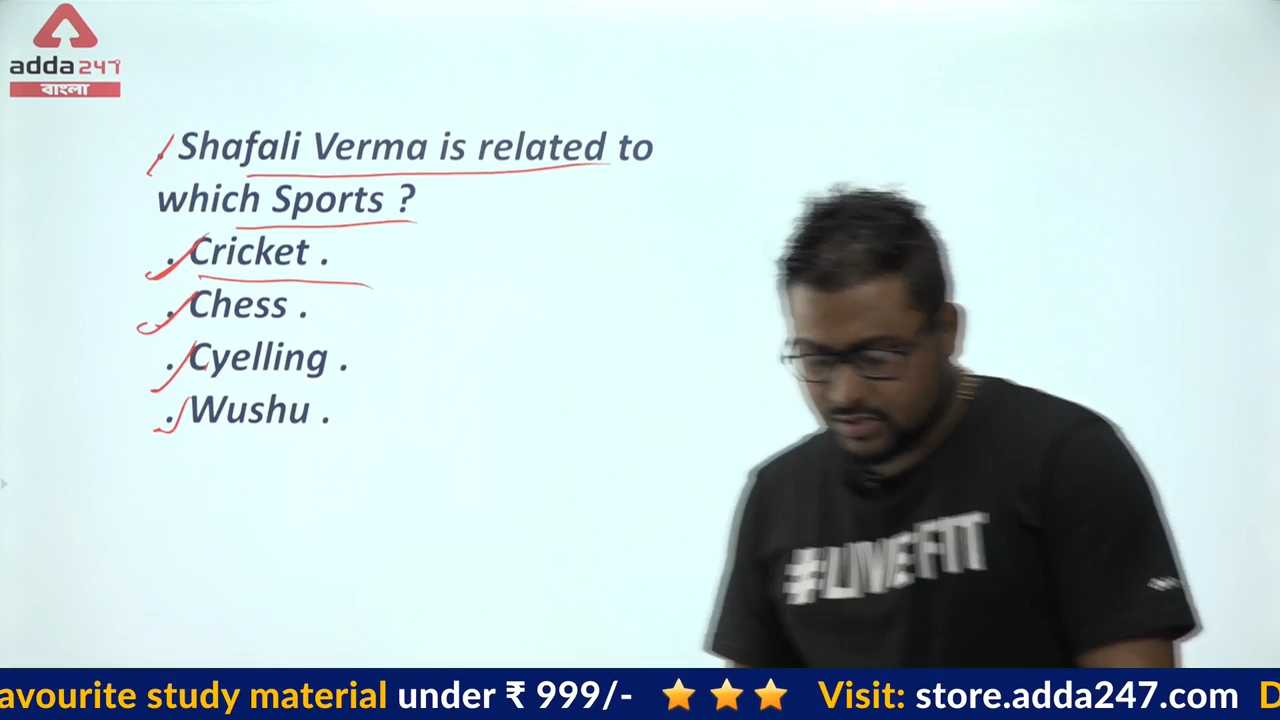 adda247
বাংলা
. Shafali Verma is related to
which Sports ?
. Cricket .
. Chess .
. Cyelling .
. Wushu .
#LIVEFIT
avourite study material under ₹ 999/- Visit: store.adda247.com D